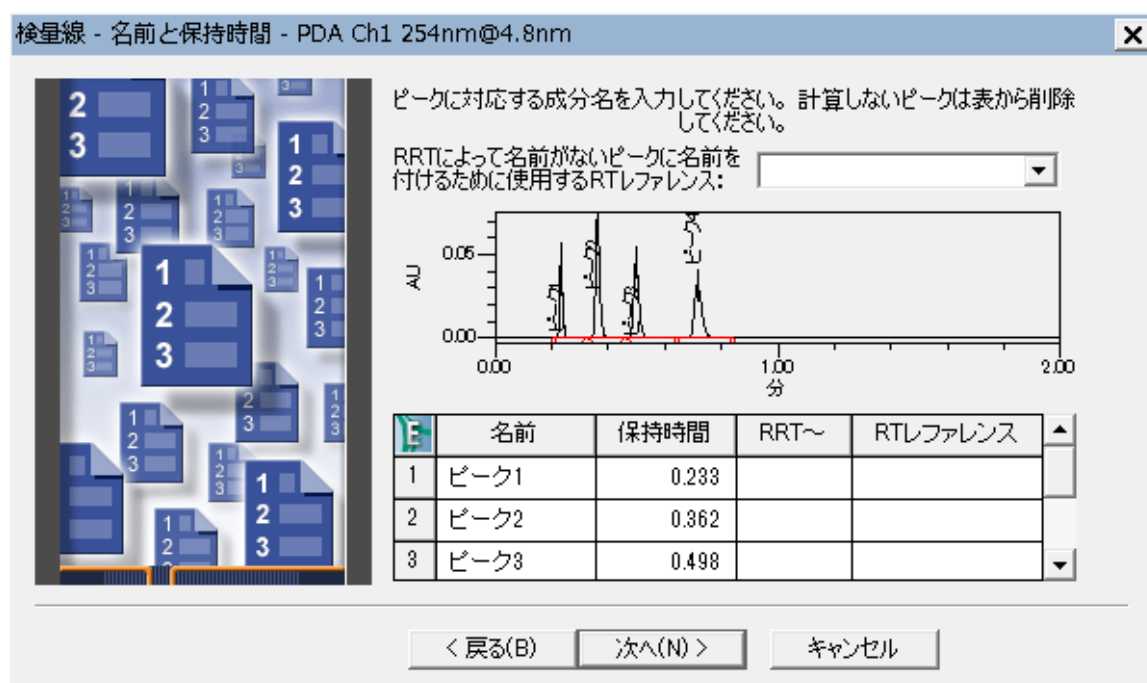 検量線 - 名前と保持時間 - PDA Ch1 254nm@4.8nm
ピークに対応する成分名を入力してください。計算しないピークは表から削除
してください。
RRTによって名前がないピークに名前を
付けるために使用するRTレファレンス:
AU
0.05
0.00
0.00 1.00 2.00
分
名前 保持時間 RRT～ RTレファレンス
1 ピーク1 0.233
2 ピーク2 0.362
3 ピーク3 0.498
< 戻る(B) 次へ(N) > キャンセル